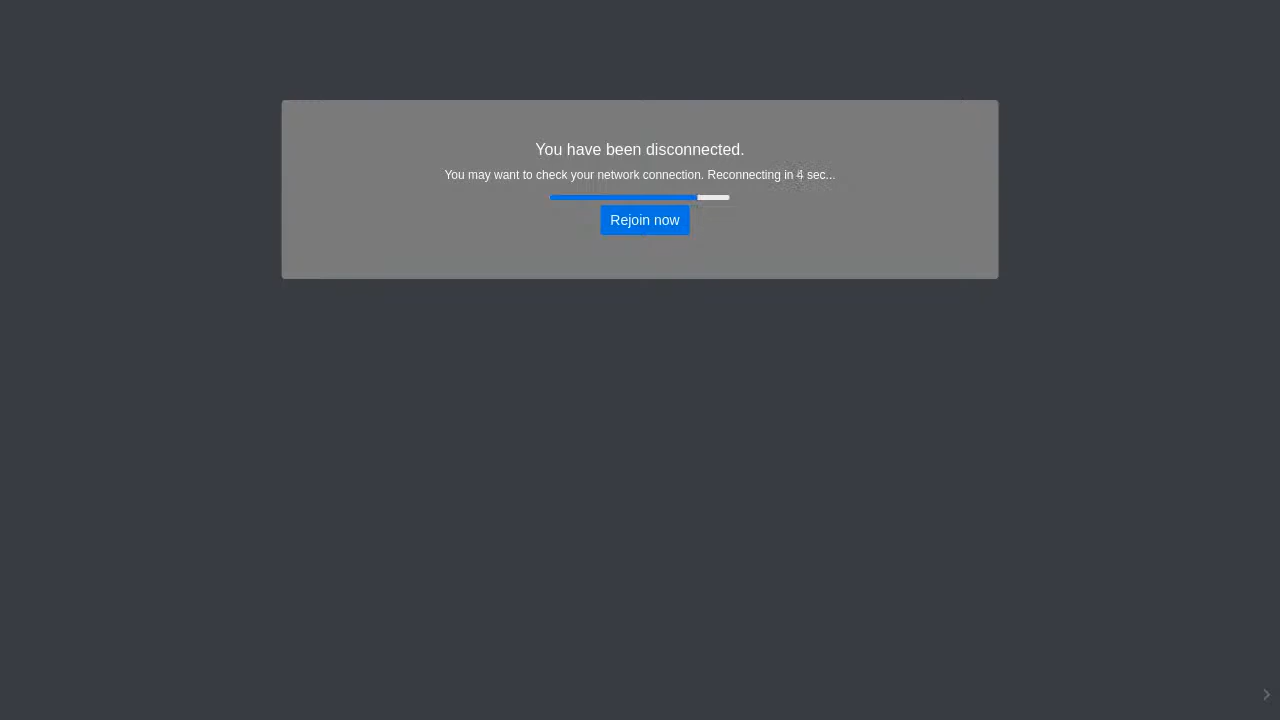 You have been disconnected.
You may want to check your network connection. Reconnecting in 4 sec...
Rejoin now